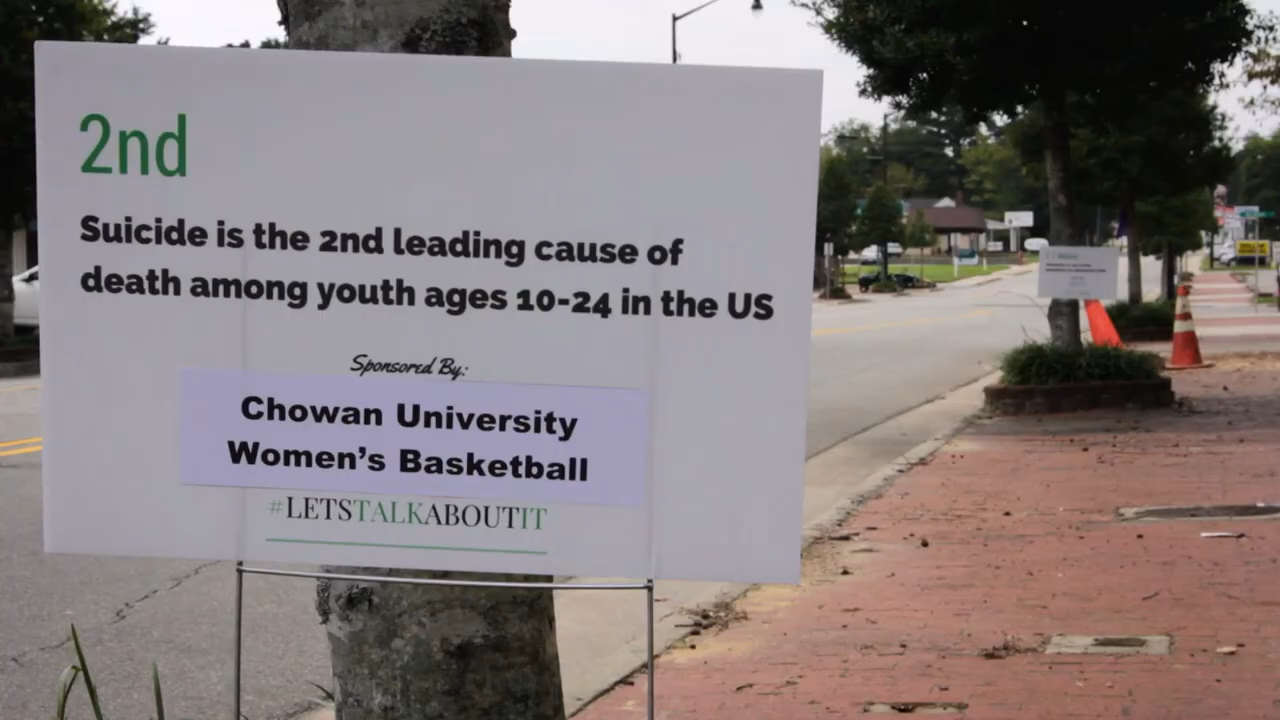 2nd
Suicide is the 2nd leading cause of
death among youth ages 10-24 in the US
Sponsored By:
Chowan University
Women's Basketball
#LETSTALKABOUTIT